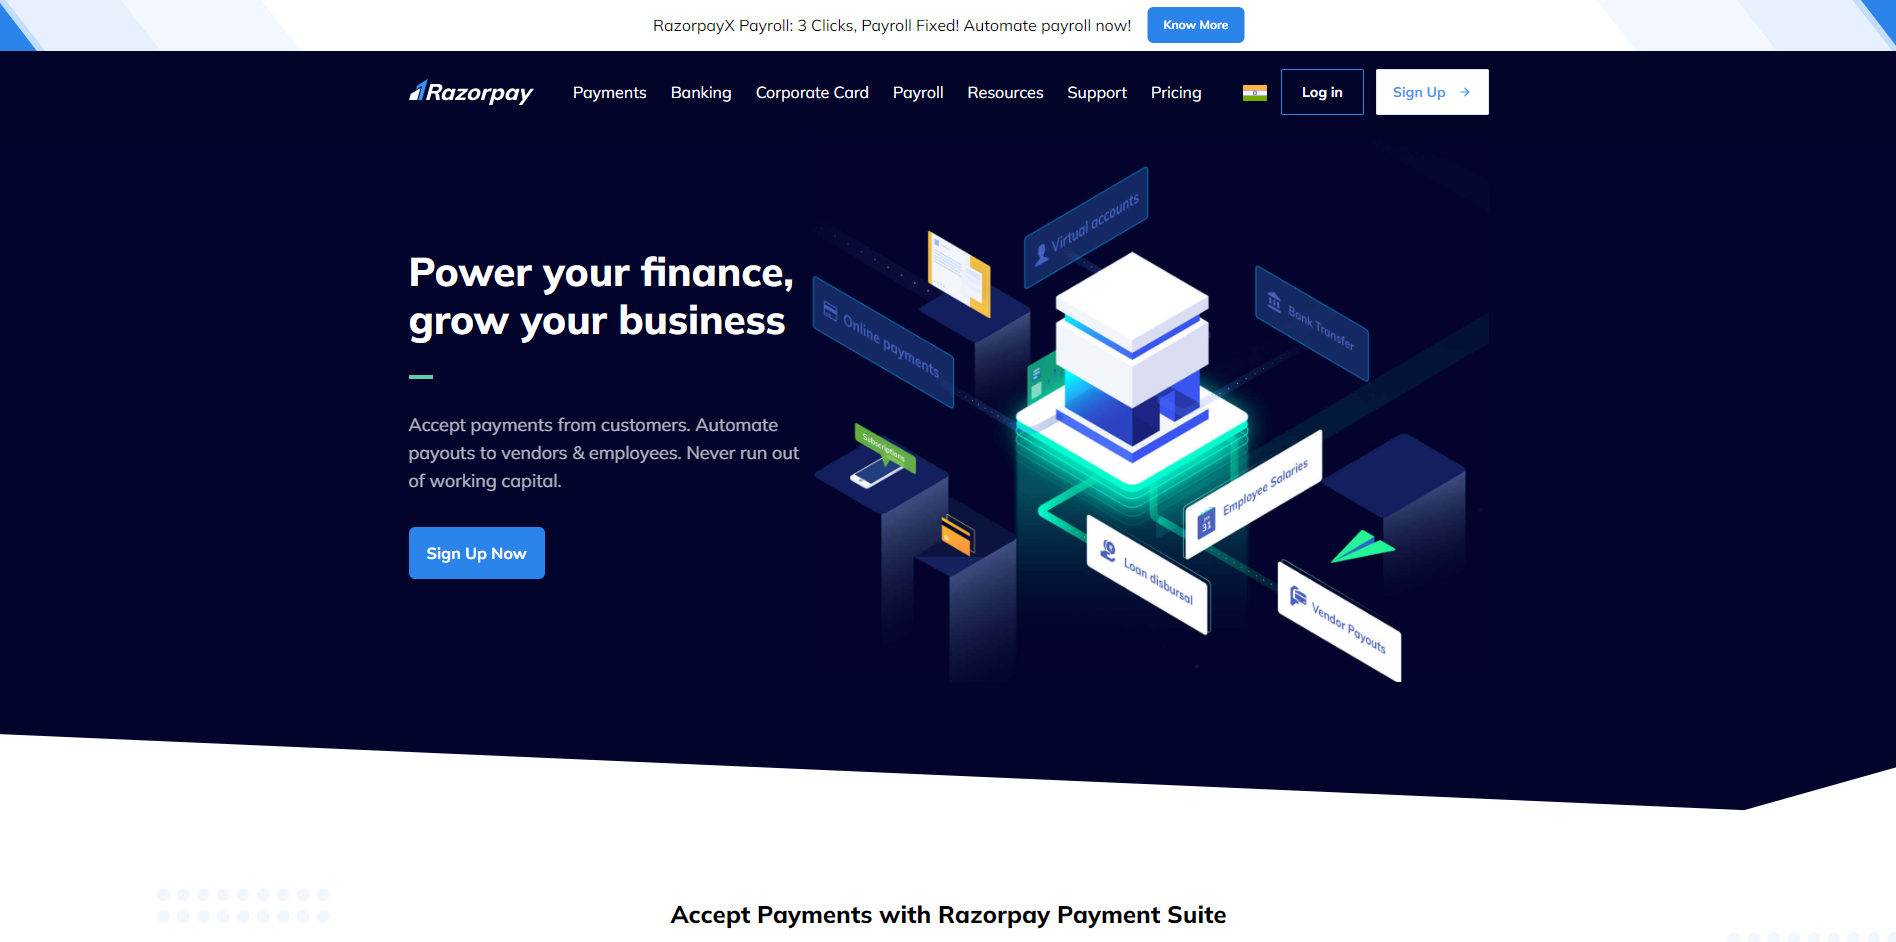 RazorpayX Payroll: 3 Clicks, Payroll Fixed! Automate payroll now!
Know More
Razorpay
Payments
Banking
Corporate Card
Payroll
Resources
Support
Pricing
Log in
Sign Up
Power your finance,
grow your business
Accept payments from customers. Automate
payouts to vendors & employees. Never run out
of working capital.
Sign Up Now
Virtual accounts
Online payments
Bank Transfer
Subscriptions
Employee Salaries
31
Loan disbursal
Vendor Payouts
Accept Payments with Razorpay Payment Suite